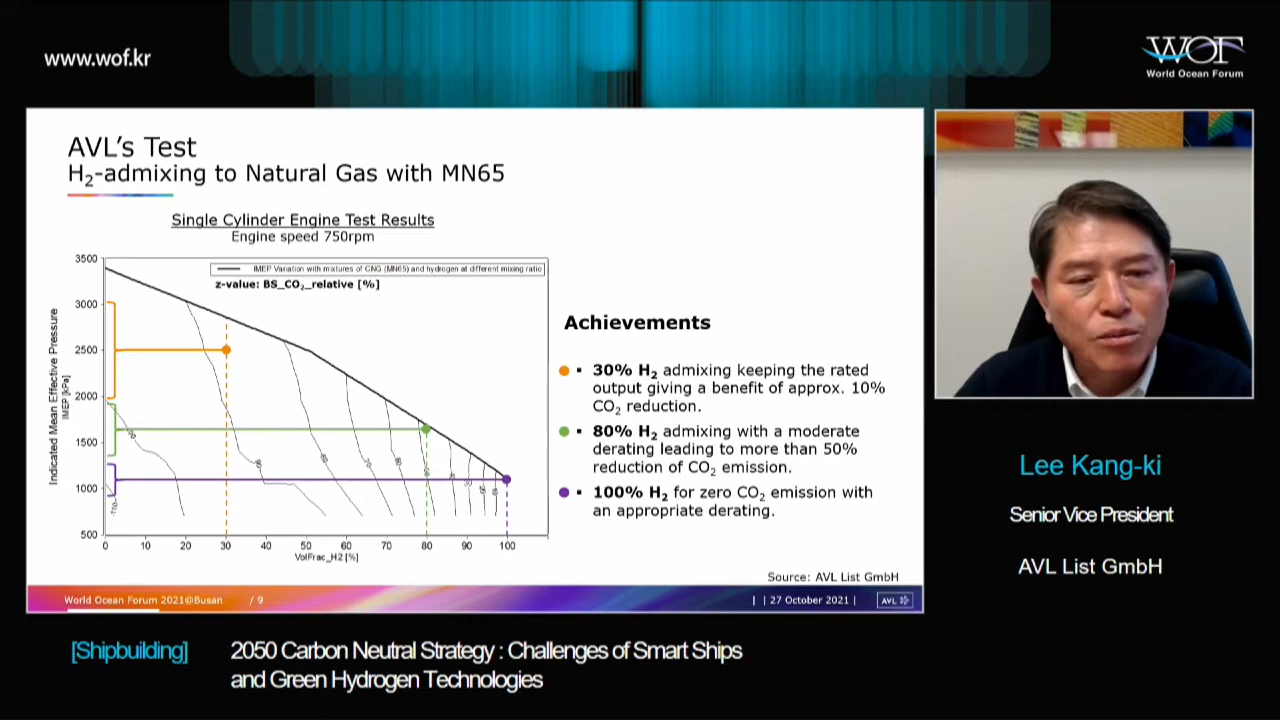 www.wof.kr
WOF
World Ocean Forum
AVL's Test
H2-admixing to Natural Gas with MN65
Single Cylinder Engine Test Results
Engine speed 750rpm
IMEP Variation with mixtures of CNG (MN65) and hydrogen at different mixing ratio
z-value: BS_CO2_relative [%]
Indicated Mean Effective Pressure
IMEP [kPa]
3500
3000
2500
2000
1500
1000
500
0 10 20 30 40 50 60 70 80 90 100
VolFrac_H2 [%]
Achievements
▪ 30% H2 admixing keeping the rated
output giving a benefit of approx. 10%
CO2 reduction.
▪ 80% H2 admixing with a moderate
derating leading to more than 50%
reduction of CO2 emission.
▪ 100% H2 for zero CO2 emission with
an appropriate derating.
Source: AVL List GmbH
World Ocean Forum 2021@Busan / 9
| | 27 October 2021 |
AVL
Lee Kang-ki
Senior Vice President
AVL List GmbH
[Shipbuilding]
2050 Carbon Neutral Strategy : Challenges of Smart Ships
and Green Hydrogen Technologies